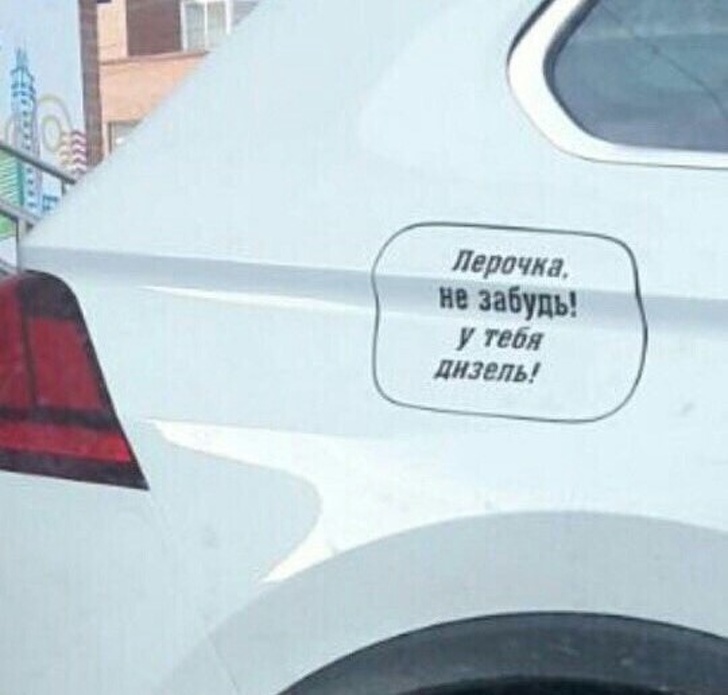 Лерочка,
не забудь!
у тебя
дизель!